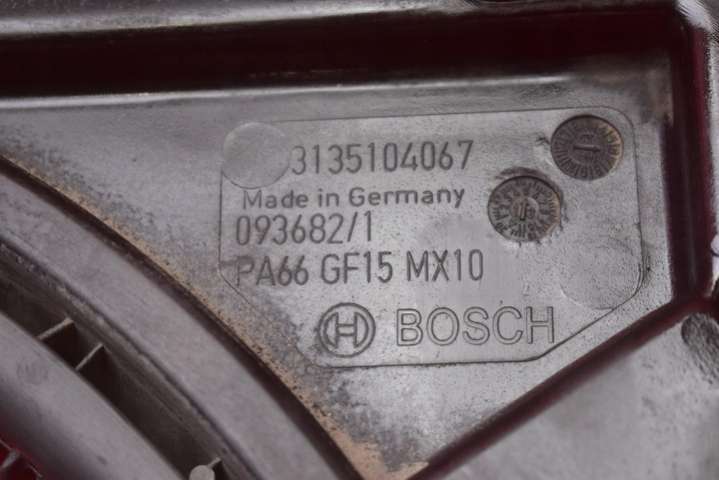 3135104067
Made in Germany
093682/1
PA66 GF15 MX10
BOSCH